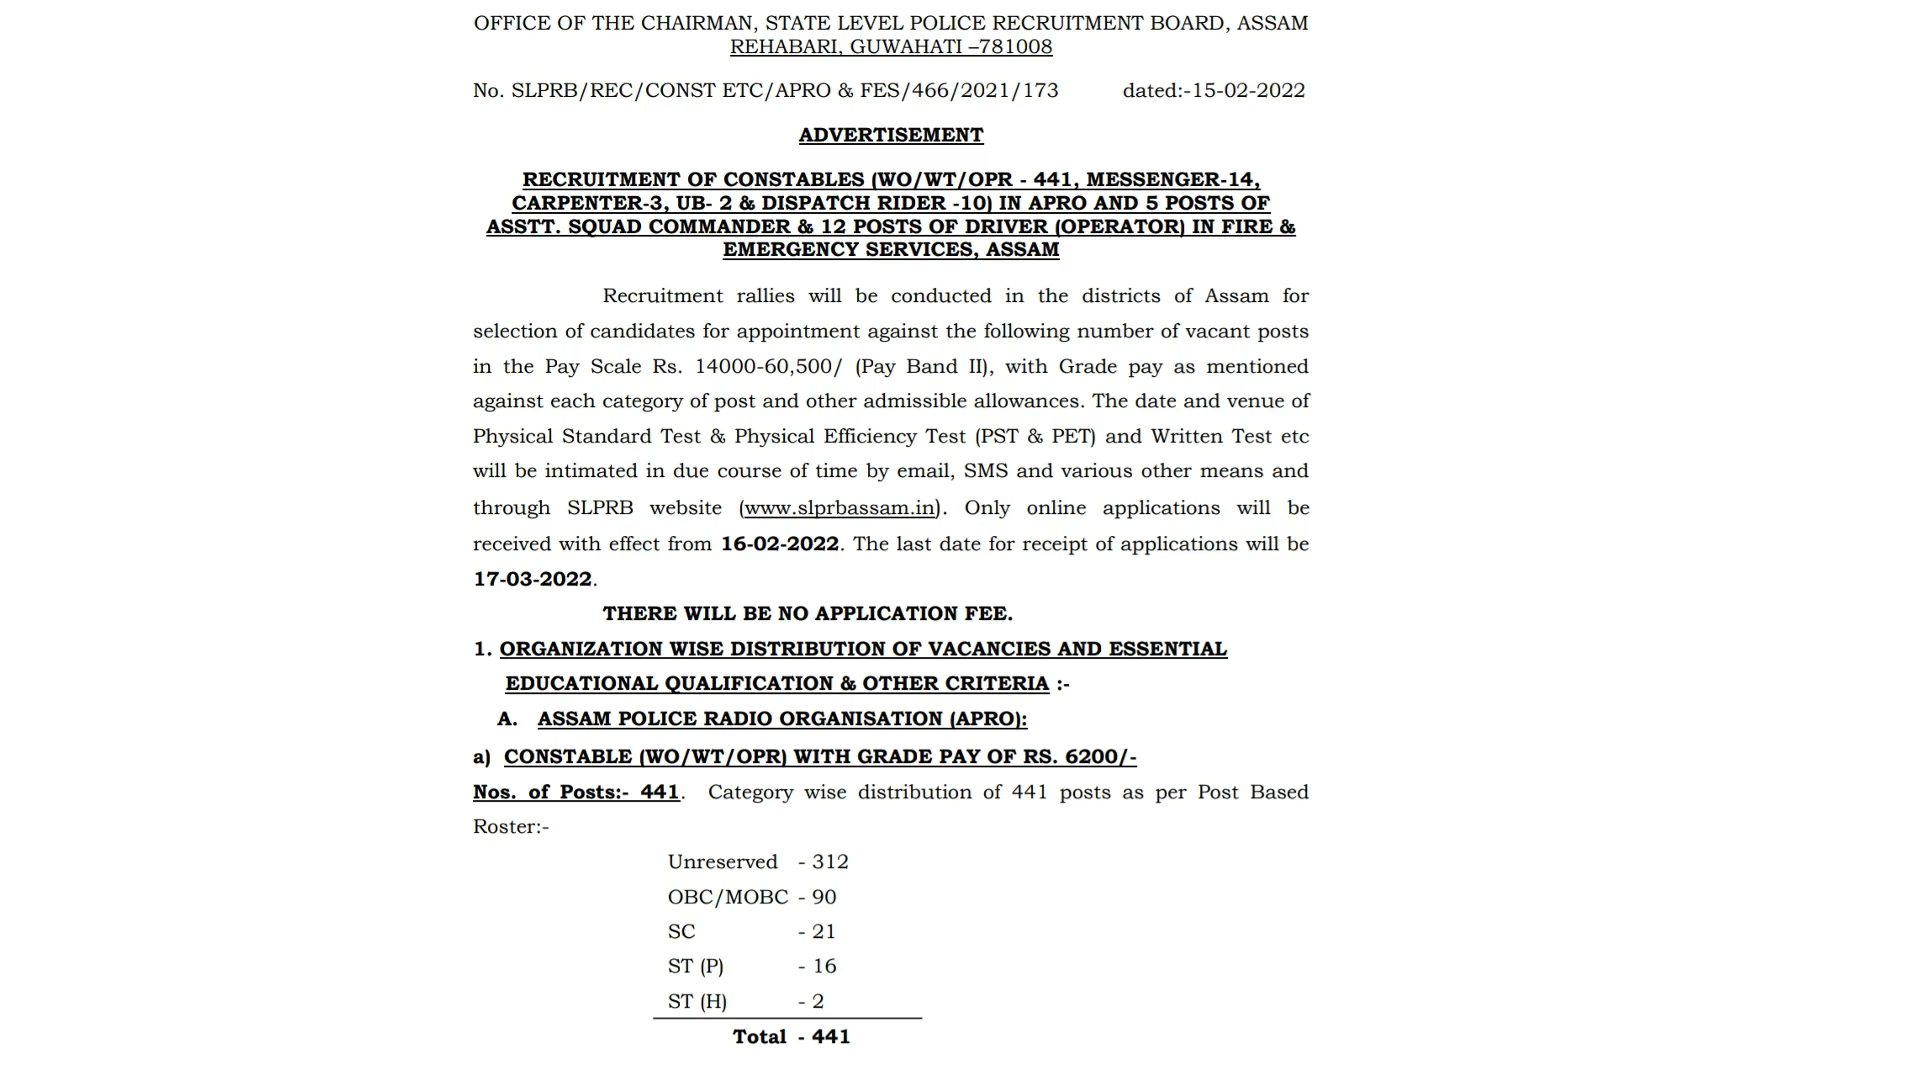 OFFICE OF THE CHAIRMAN, STATE LEVEL POLICE RECRUITMENT BOARD, ASSAM
REHABARI, GUWAHATI –781008
No. SLPRB/REC/CONST ETC/APRO & FES/466/2021/173 dated:-15-02-2022
ADVERTISEMENT
RECRUITMENT OF CONSTABLES (WO/WT/OPR - 441, MESSENGER-14,
CARPENTER-3, UB- 2 & DISPATCH RIDER -10) IN APRO AND 5 POSTS OF
ASSTT. SQUAD COMMANDER & 12 POSTS OF DRIVER (OPERATOR) IN FIRE &
EMERGENCY SERVICES, ASSAM
Recruitment rallies will be conducted in the districts of Assam for
selection of candidates for appointment against the following number of vacant posts
in the Pay Scale Rs. 14000-60,500/ (Pay Band II), with Grade pay as mentioned
against each category of post and other admissible allowances. The date and venue of
Physical Standard Test & Physical Efficiency Test (PST & PET) and Written Test etc
will be intimated in due course of time by email, SMS and various other means and
through SLPRB website (www.slprbassam.in). Only online applications will be
received with effect from 16-02-2022. The last date for receipt of applications will be
17-03-2022.
THERE WILL BE NO APPLICATION FEE.
1. ORGANIZATION WISE DISTRIBUTION OF VACANCIES AND ESSENTIAL
EDUCATIONAL QUALIFICATION & OTHER CRITERIA :-
A. ASSAM POLICE RADIO ORGANISATION (APRO):
a) CONSTABLE (WO/WT/OPR) WITH GRADE PAY OF RS. 6200/-
Nos. of Posts:- 441. Category wise distribution of 441 posts as per Post Based
Roster:-
Unreserved - 312
OBC/MOBC - 90
SC - 21
ST (P) - 16
ST (H) - 2
Total - 441